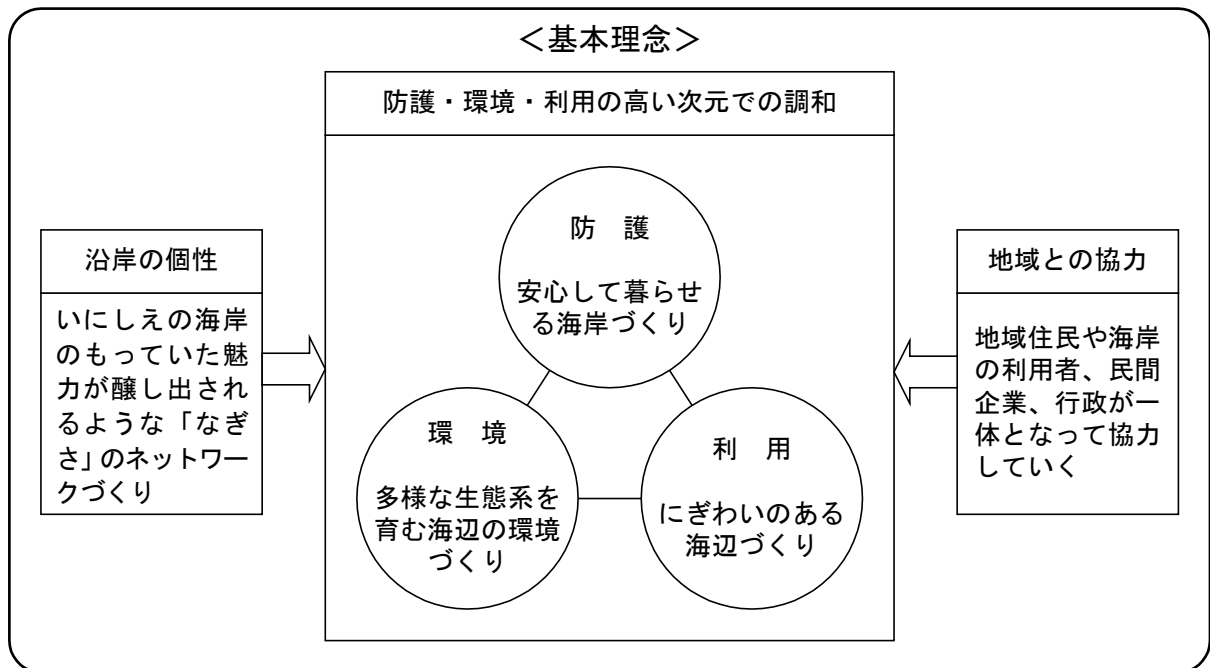 ＜基本理念＞
防護・環境・利用の高い次元での調和
防　護
安心して暮らせ
る海岸づくり
沿岸の個性
いにしえの海岸
のもっていた魅
力が醸し出され
るような「なぎ
さ」のネットワー
クづくり
地域との協力
地域住民や海岸
の利用者、民間
企業、行政が一
体となって協力
していく
環　境
多様な生態系を
育む海辺の環境
づくり
利　用
にぎわいのある
海辺づくり